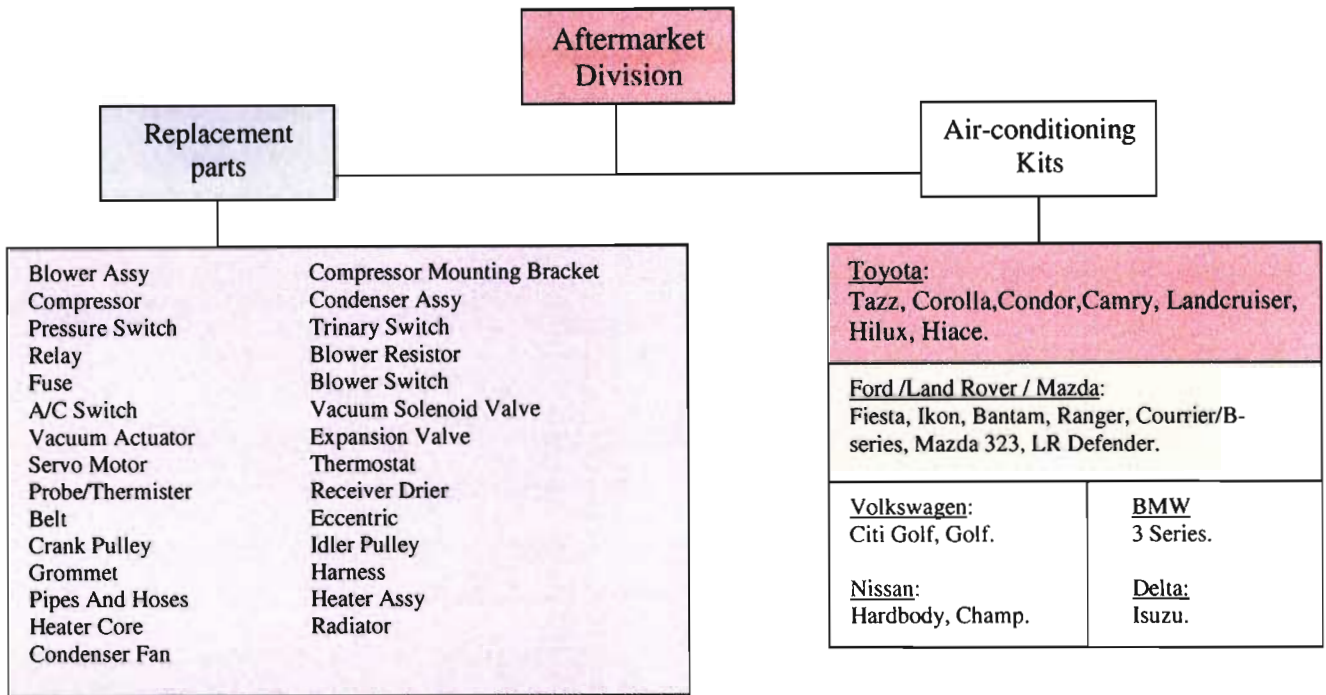 Aftermarket
Division
Replacement
parts
Air-conditioning
Kits
Blower Assy
Compressor
Pressure Switch
Relay
Fuse
A/C Switch
Vacuum Actuator
Servo Motor
Probe/Thermister
Belt
Crank Pulley
Grommet
Pipes And Hoses
Heater Core
Condenser Fan
Compressor Mounting Bracket
Condenser Assy
Trinary Switch
Blower Resistor
Blower Switch
Vacuum Solenoid Valve
Expansion Valve
Thermostat
Receiver Drier
Eccentric
Idler Pulley
Harness
Heater Assy
Radiator
Toyota:
Tazz, Corolla,Condor,Camry, Landcruiser,
Hilux, Hiace.
Ford /Land Rover / Mazda:
Fiesta, Ikon, Bantam, Ranger, Courrier/B-
series, Mazda 323, LR Defender.
Volkswagen:
Citi Golf, Golf.
Nissan:
Hardbody, Champ.
BMW
3 Series.
Delta:
Isuzu.